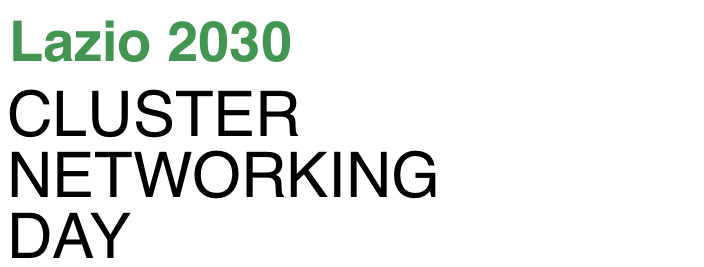 Lazio 2030
CLUSTER
NETWORKING
DAY